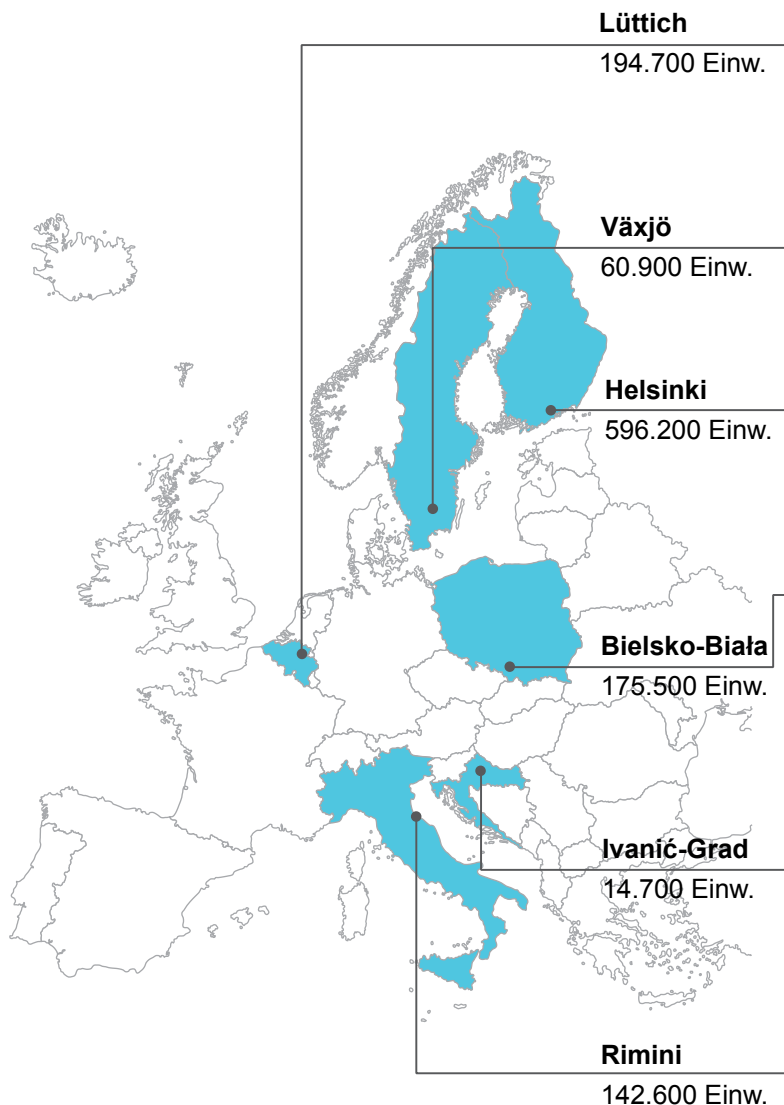 Lüttich
194.700 Einw.
Växjö
60.900 Einw.
Helsinki
596.200 Einw.
Bielsko-Biała
175.500 Einw.
Ivanić-Grad
14.700 Einw.
Rimini
142.600 Einw.